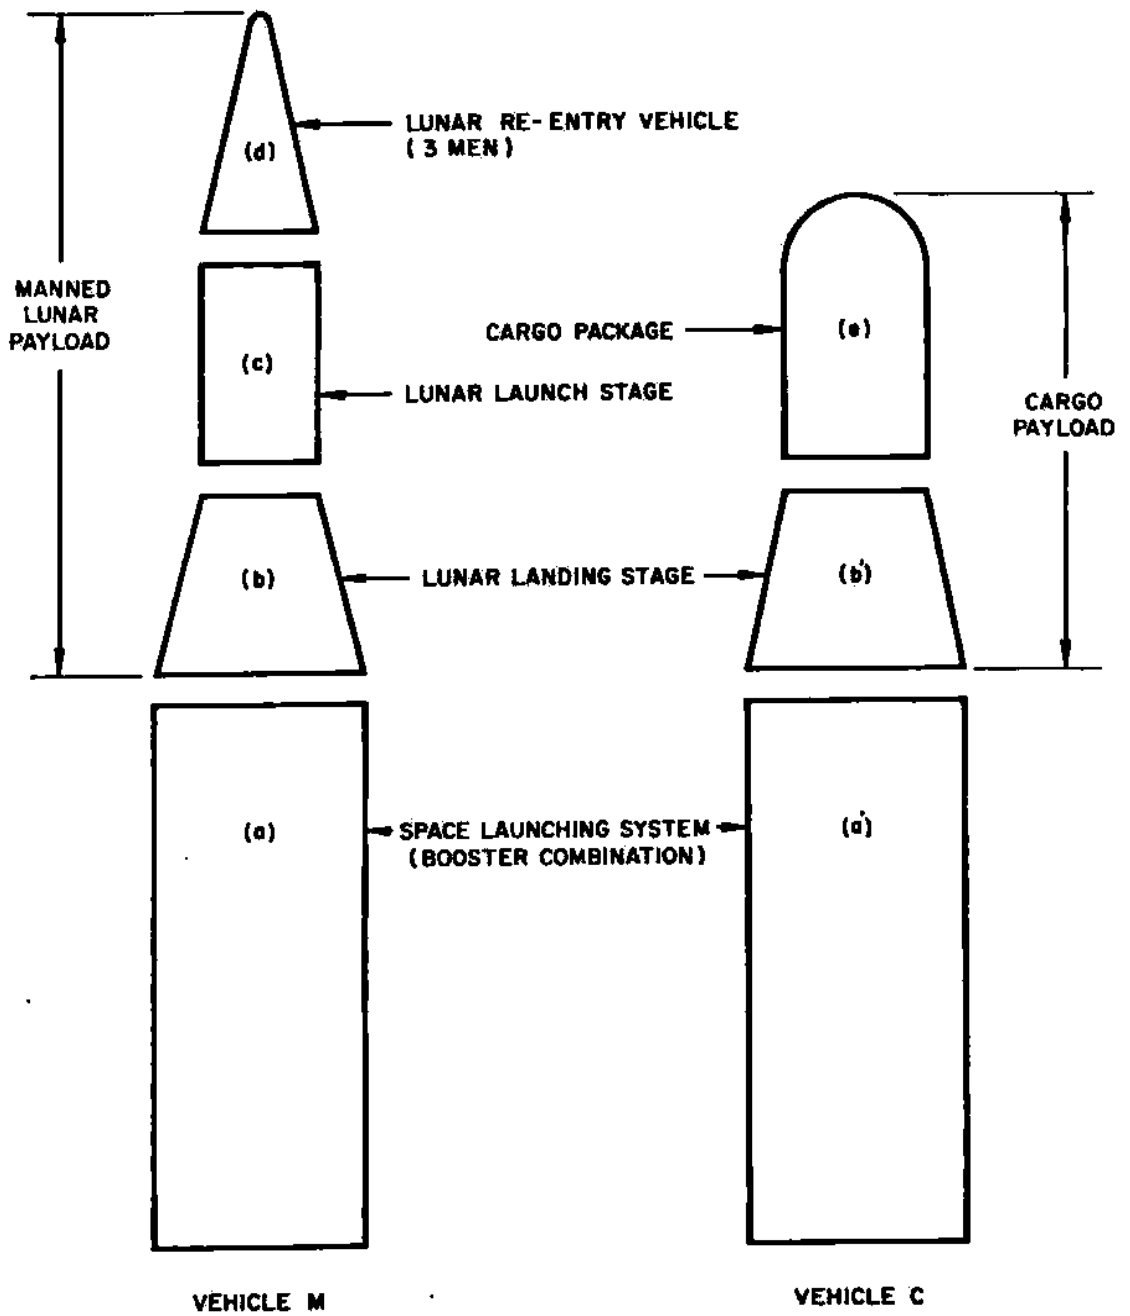 LUNAR RE-ENTRY VEHICLE
(3 MEN)
(d)
MANNED
LUNAR
PAYLOAD
CARGO PACKAGE
(e)
(c)
LUNAR LAUNCH STAGE
CARGO
PAYLOAD
(b)
LUNAR LANDING STAGE
(b')
(a)
SPACE LAUNCHING SYSTEM
(BOOSTER COMBINATION)
(a')
VEHICLE M
VEHICLE C